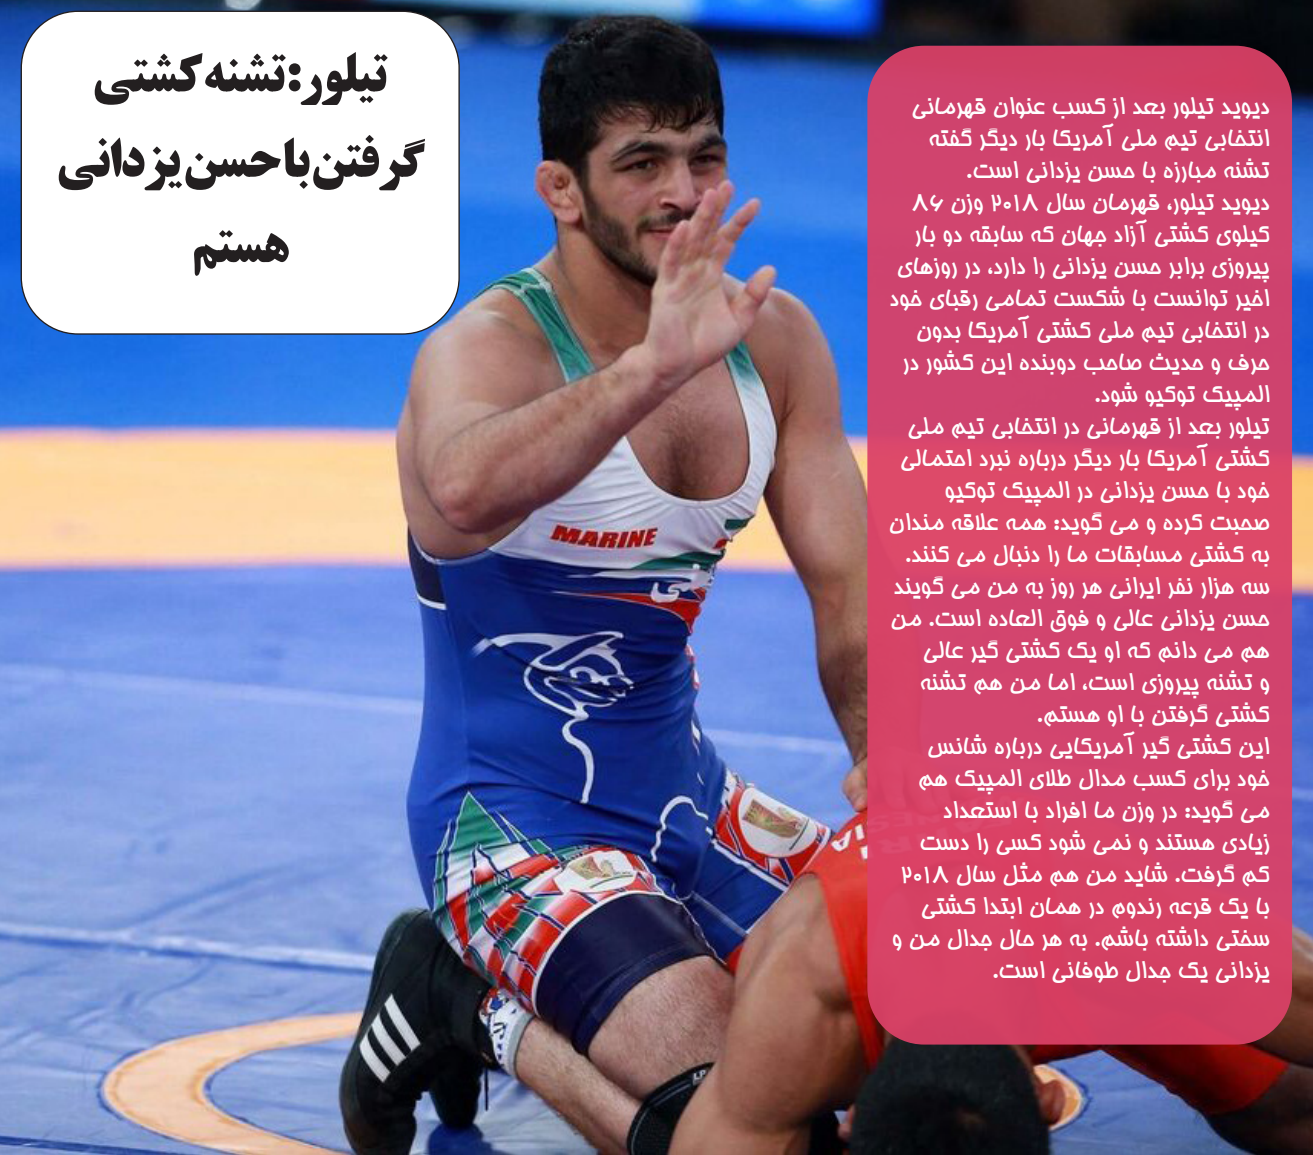 تیلور:تشنه کشتی
گرفتن با حسن یزدانی
هستم
دیوید تیلور بعد از کسب عنوان قهرمانی
انتخابی تیم ملی آمریکا بار دیگر گفته
تشنه مبارزه با حسن یزدانی است.
دیوید تیلور، قهرمان سال ۲۰۱۸ وزن ۸۶
کیلوی کشتی آزاد جهان که سابقه دو بار
پیروزی برابر حسن یزدانی را دارد، در روزهای
اخیر توانست با شکست تمامی رقبای خود
در انتخابی تیم ملی کشتی آمریکا بدون
حرف و حدیث صاحب دوبنده این کشور در
المپیک توکیو شود.
تیلور بعد از قهرمانی در انتخابی تیم ملی
کشتی آمریکا بار دیگر درباره نبرد احتمالی
خود با حسن یزدانی در المپیک توکیو
صحبت کرده و می گوید: همه علاقه مندان
به کشتی مسابقات ما را دنبال می کنند.
سه هزار نفر ایرانی هر روز به من می گویند
حسن یزدانی عالی و فوق العاده است. من
هم می دانم که او یک کشتی گیر عالی
و تشنه پیروزی است، اما من هم تشنه
کشتی گرفتن با او هستم.
این کشتی گیر آمریکایی درباره شانس
خود برای کسب مدال طلای المپیک هم
می گوید: در وزن ما افراد با استعداد
زیادی هستند و نمی شود کسی را دست
کم گرفت. شاید من هم مثل سال ۲۰۱۸
با یک قرعه رندوم در همان ابتدا کشتی
سختی داشته باشم. به هر حال جدال من و
یزدانی یک جدال طوفانی است.
MARINE